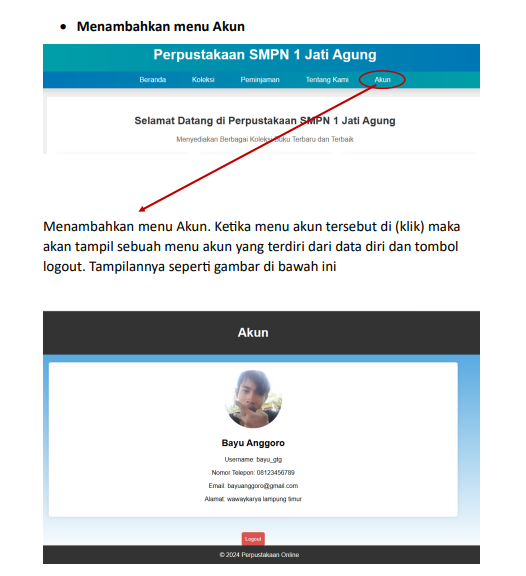 • Menambahkan menu Akun
Perpustakaan SMPN 1 Jati Agung
Beranda Koleksi Peminjaman Tentang Kami Akun
Selamat Datang di Perpustakaan SMPN 1 Jati Agung
Menyediakan Berbagai Koleksi Buku Terbaru dan Terbaik
Menambahkan menu Akun. Ketika menu akun tersebut di (klik) maka
akan tampil sebuah menu akun yang terdiri dari data diri dan tombol
logout. Tampilannya seperti gambar di bawah ini
Akun
Bayu Anggoro
Username: bayu_gtg
Nomor Telepon: 08123456789
Email: bayuanggoro@gmail.com
Alamat: wawaykarya lampung timur
Logout
© 2024 Perpustakaan Online